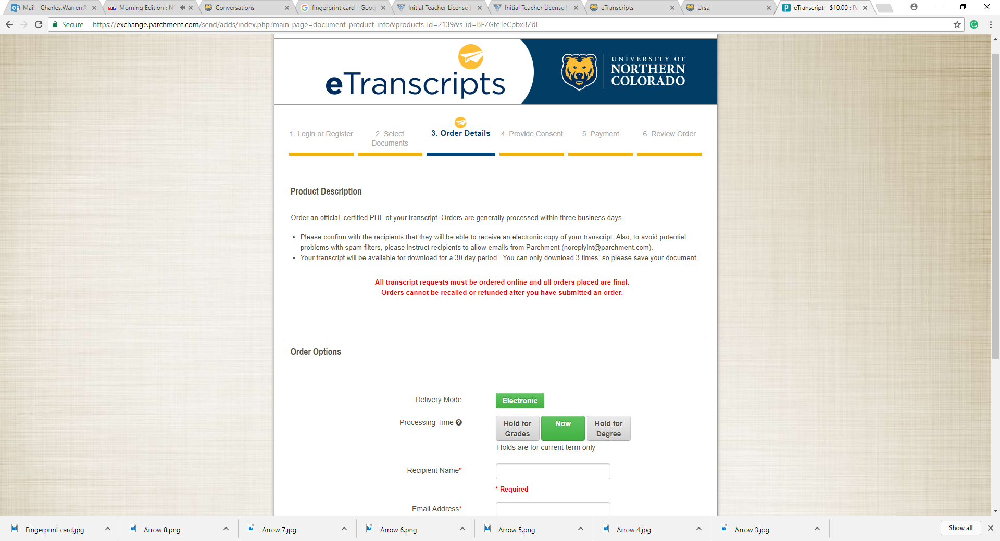 Mail - Charles.Warren@
Morning Edition : N
Conversations
fingerprint card - Goog
Initial Teacher License |
Initial Teacher License |
eTranscripts
Ursa
eTranscript - $10.00 : Pa
Secure
https://exchange.parchment.com/send/adds/index.php?main_page=document_product_info&products_id=2139&s_id=BFZGteTeCpbxBZdI
eTranscripts
UNIVERSITY OF
NORTHERN
COLORADO
1. Login or Register
2. Select
Documents
3. Order Details
4. Provide Consent
5. Payment
6. Review Order
Product Description
Order an official, certified PDF of your transcript. Orders are generally processed within three business days.
• Please confirm with the recipients that they will be able to receive an electronic copy of your transcript. Also, to avoid potential
problems with spam filters, please instruct recipients to allow emails from Parchment (noreplyint@parchment.com).
• Your transcript will be available for download for a 30 day period. You can only download 3 times, so please save your document.
All transcript requests must be ordered online and all orders placed are final.
Orders cannot be recalled or refunded after you have submitted an order.
Order Options
Delivery Mode
Electronic
Processing Time ?
Hold for
Grades
Now
Hold for
Degree
Holds are for current term only
Recipient Name*
* Required
Email Address*
Fingerprint card.jpg
Arrow 8.png
Arrow 7.jpg
Arrow 6.png
Arrow 5.png
Arrow 4.jpg
Arrow 3.jpg
Show all